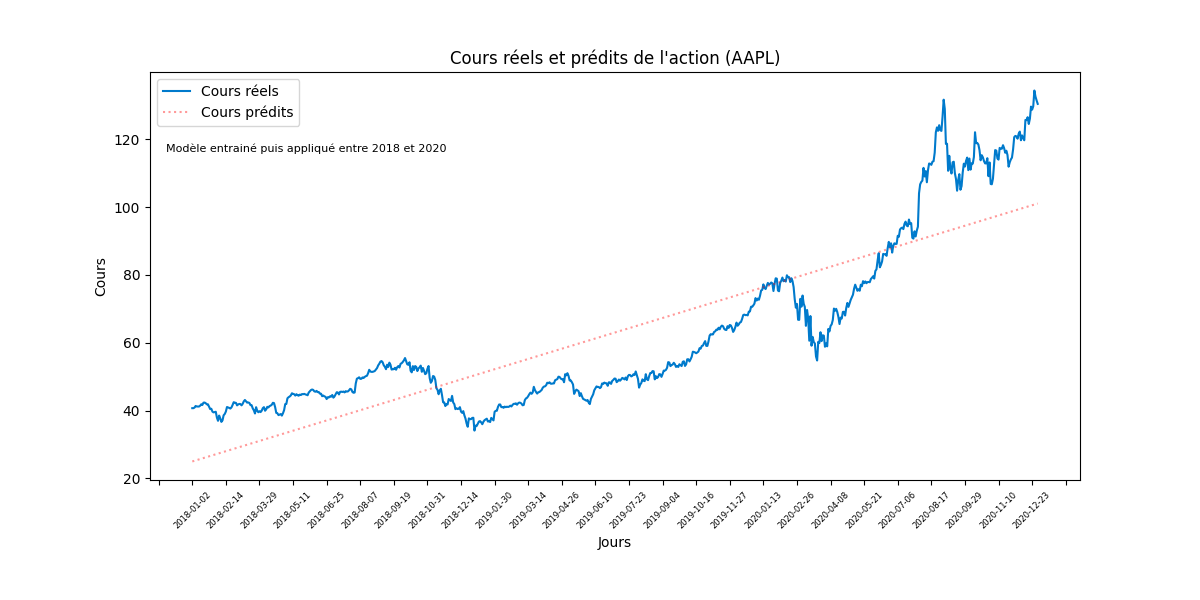 Cours réels et prédits de l'action (AAPL)
Cours réels
Cours prédits
Modèle entrainé puis appliqué entre 2018 et 2020
Cours
120
100
80
60
40
20
2018-01-02 2018-02-14 2018-03-29 2018-05-11 2018-06-25 2018-08-07 2018-09-19 2018-10-31 2018-12-14 2019-01-30 2019-03-14 2019-04-26 2019-06-10 2019-07-23 2019-09-04 2019-10-16 2019-11-27 2020-01-13 2020-02-26 2020-04-08 2020-05-21 2020-07-06 2020-08-17 2020-09-29 2020-11-10 2020-12-23
Jours